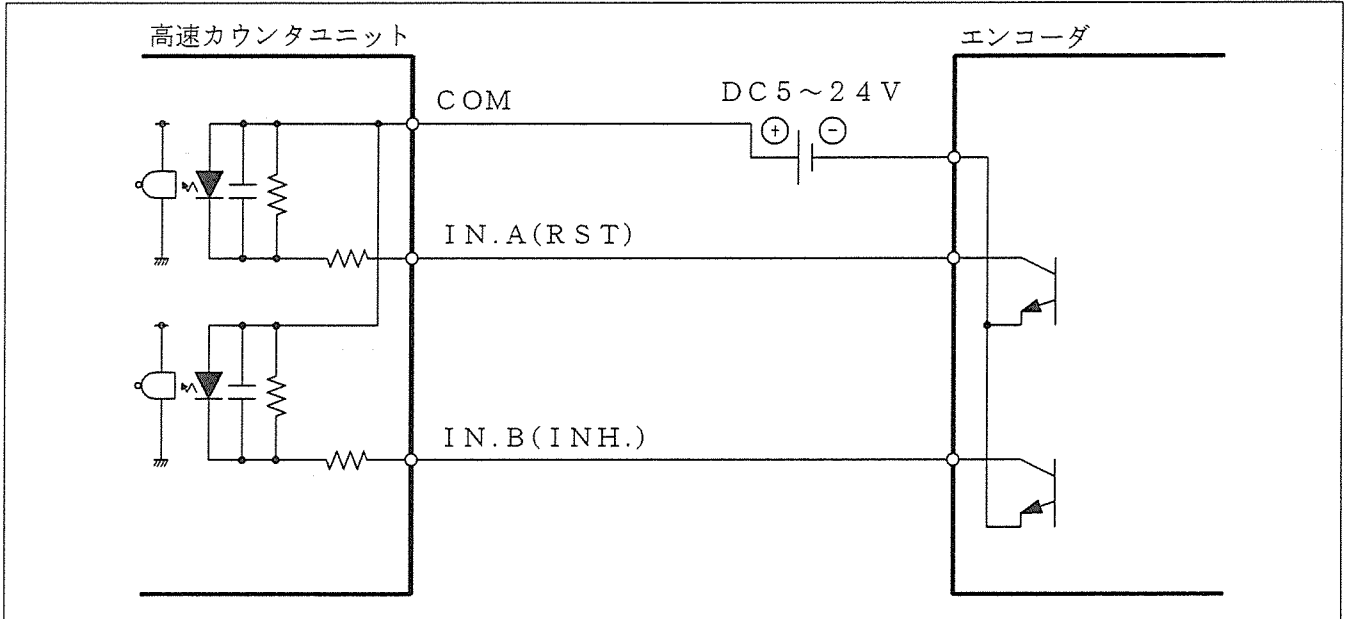 高速カウンタユニット
エンコーダ
COM
DC5～24V
+ -
IN.A(RST)
IN.B(INH.)